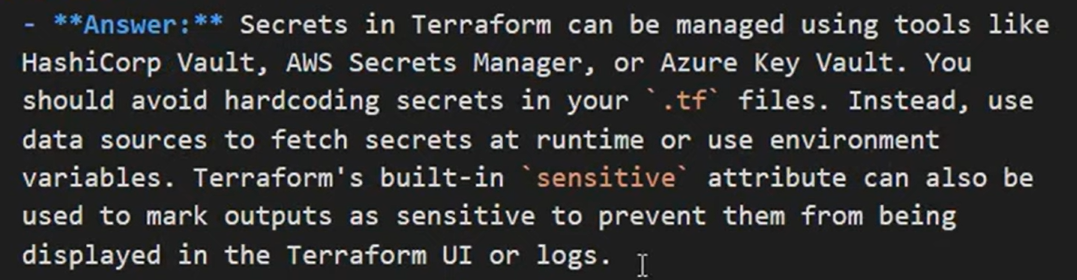 - **Answer:** Secrets in Terraform can be managed using tools like
HashiCorp Vault, AWS Secrets Manager, or Azure Key Vault. You
should avoid hardcoding secrets in your `.tf` files. Instead, use
data sources to fetch secrets at runtime or use environment
variables. Terraform's built-in `sensitive` attribute can also be
used to mark outputs as sensitive to prevent them from being
displayed in the Terraform UI or logs.